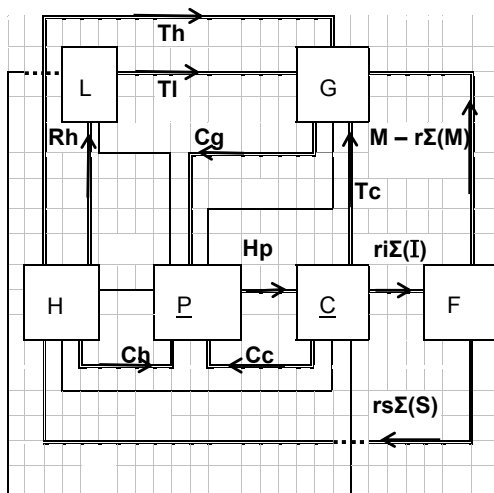 Th
L
Tl
G
Rh
Cg
M – rΣ(M)
Tc
Hp
riΣ(I)
H
P
C
F
Ch
Cc
rsΣ(S)